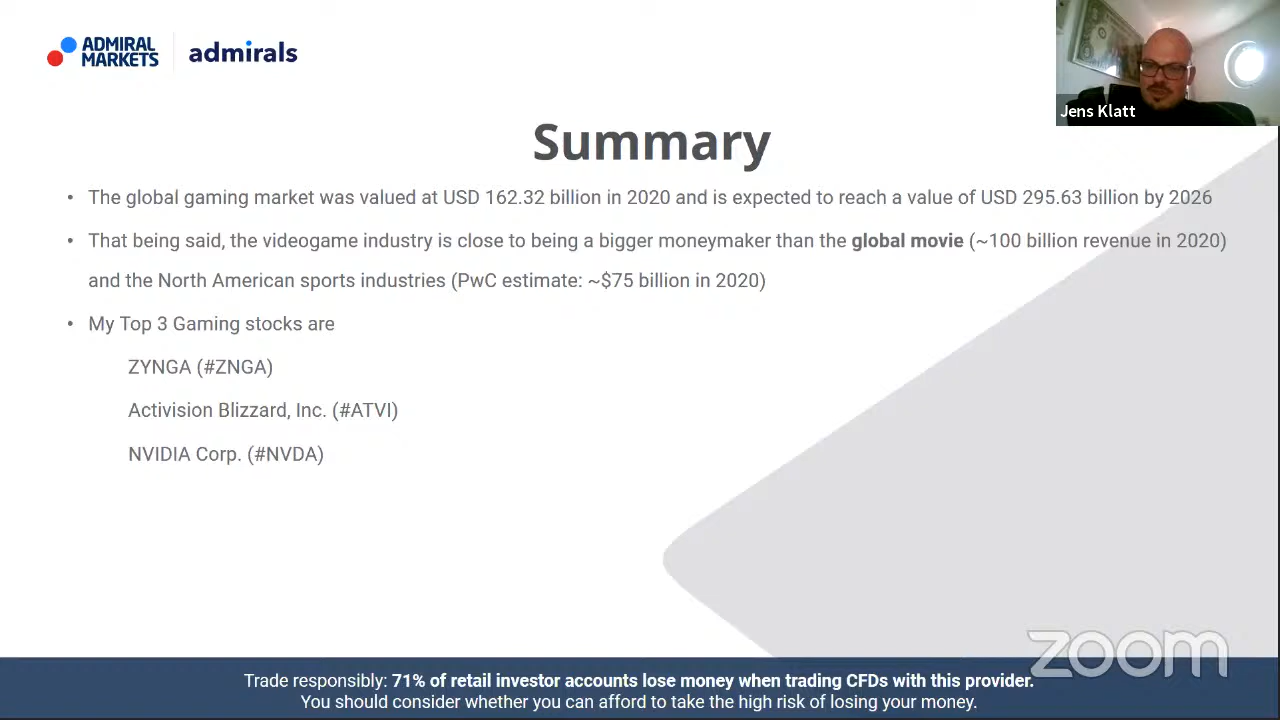 ADMIRAL
MARKETS
admirals
Jens Klatt
Summary
• The global gaming market was valued at USD 162.32 billion in 2020 and is expected to reach a value of USD 295.63 billion by 2026
• That being said, the videogame industry is close to being a bigger moneymaker than the global movie (~100 billion revenue in 2020)
and the North American sports industries (PwC estimate: ~$75 billion in 2020)
• My Top 3 Gaming stocks are
ZYNGA (#ZNGA)
Activision Blizzard, Inc. (#ATVI)
NVIDIA Corp. (#NVDA)
zoom
Trade responsibly: 71% of retail investor accounts lose money when trading CFDs with this provider.
You should consider whether you can afford to take the high risk of losing your money.